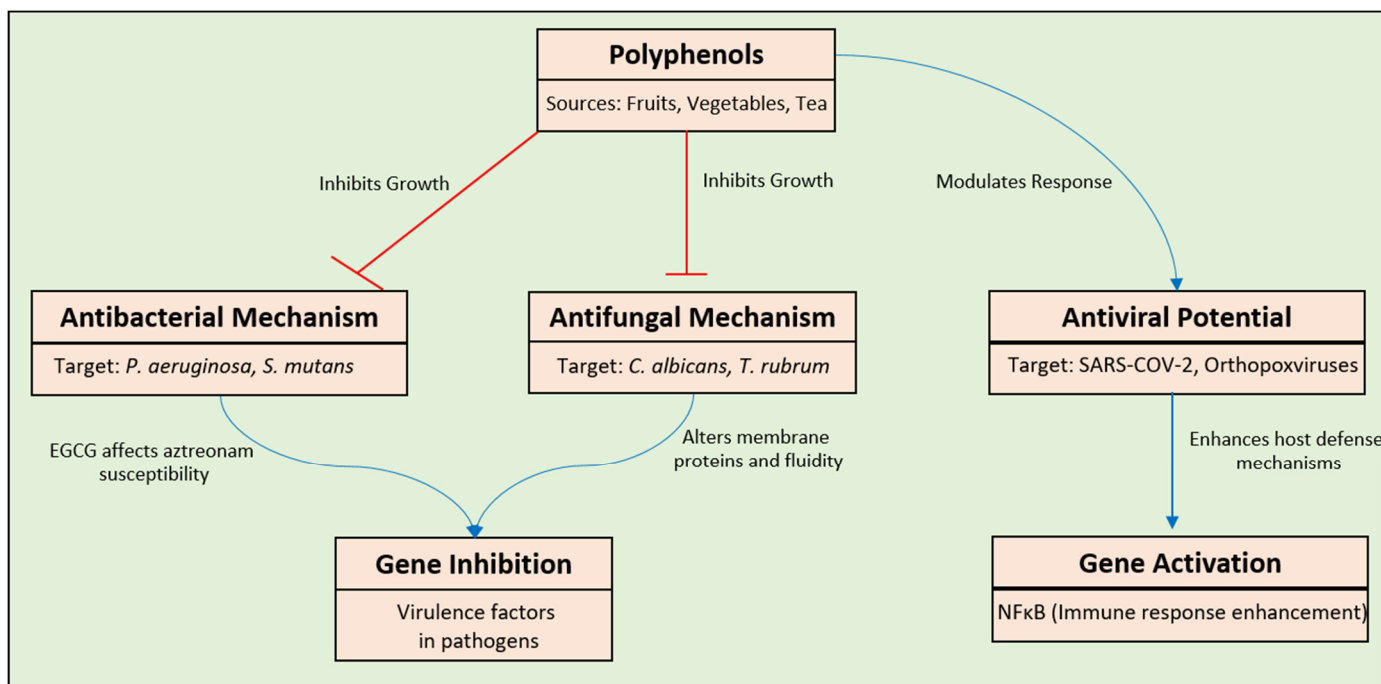 Polyphenols
Sources: Fruits, Vegetables, Tea
Inhibits Growth
Inhibits Growth
Modulates Response
Antibacterial Mechanism
Target: P. aeruginosa, S. mutans
Antifungal Mechanism
Target: C. albicans, T. rubrum
Antiviral Potential
Target: SARS-COV-2, Orthopoxviruses
EGCG affects aztreonam
susceptibility
Alters membrane
proteins and fluidity
Enhances host defense
mechanisms
Gene Inhibition
Virulence factors
in pathogens
Gene Activation
NFκB (Immune response enhancement)